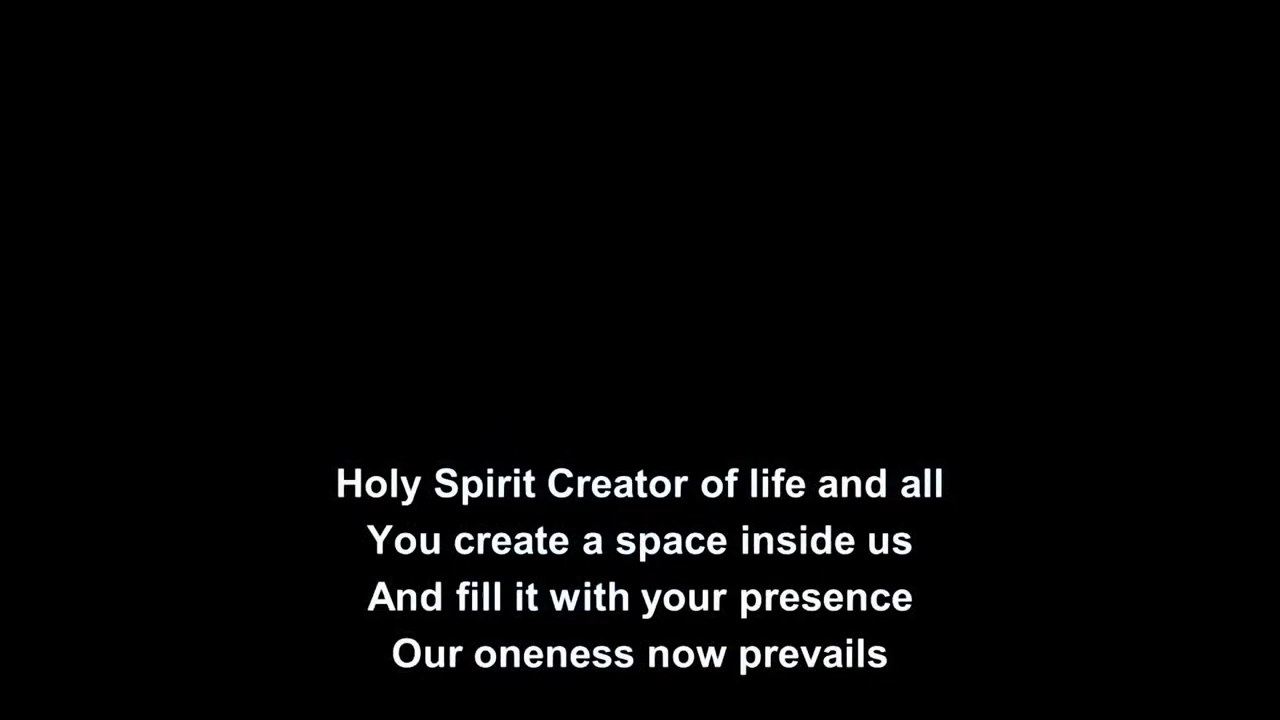 Holy Spirit Creator of life and all
You create a space inside us
And fill it with your presence
Our oneness now prevails